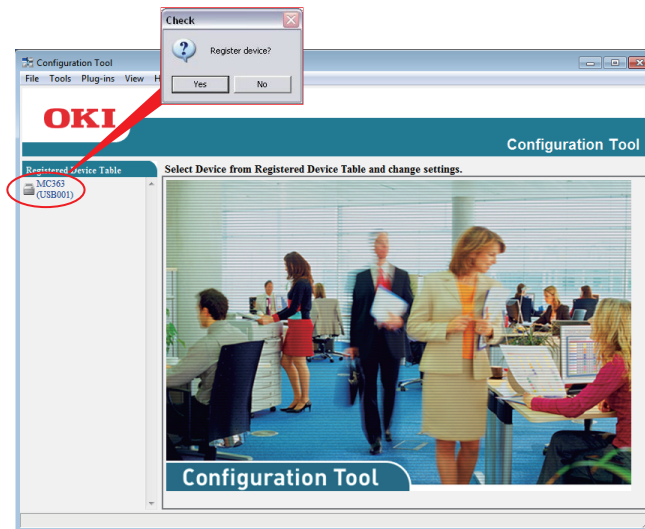 Check
Register device?
Yes No
Configuration Tool
File Tools Plug-ins View H
OKI
Configuration Tool
Registered Device Table
Select Device from Registered Device Table and change settings.
MC363
(USB001)
Configuration Tool